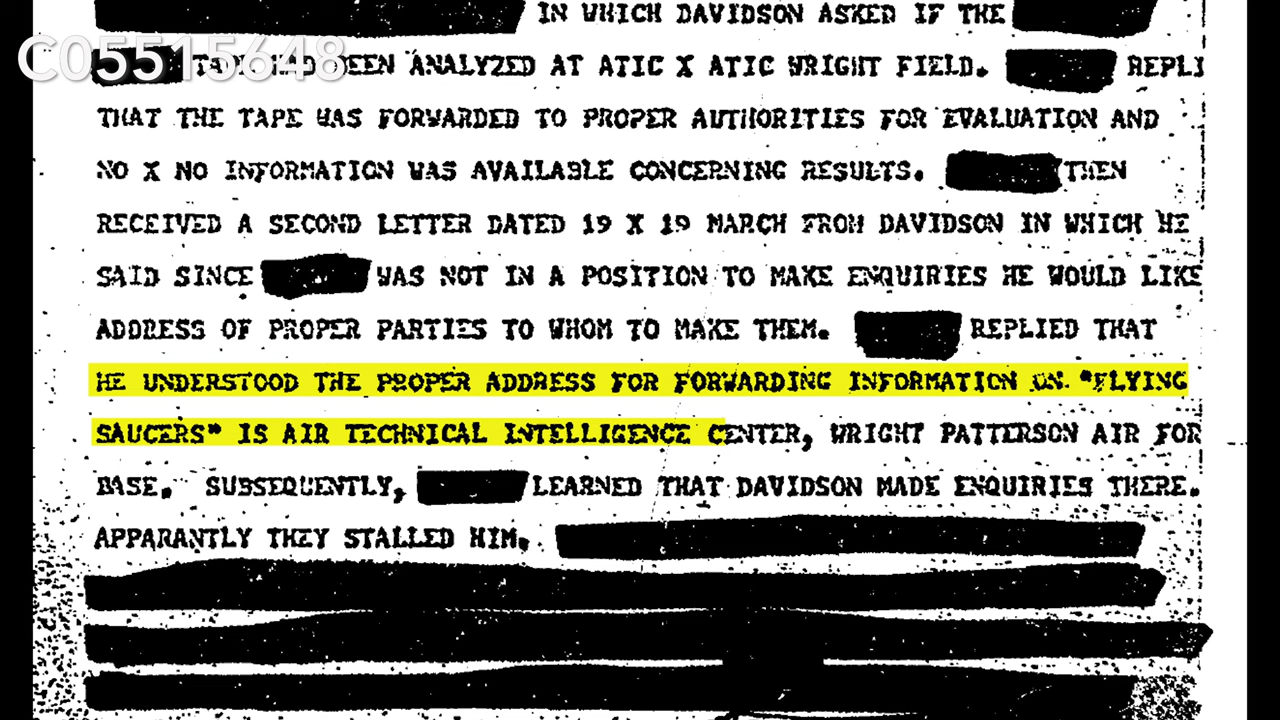 IN WHICH DAVIDSON ASKED IF THE
C05515648
HAD BEEN ANALYZED AT ATIC X ATIC WRIGHT FIELD. REPLI
THAT THE TAPE WAS FORWARDED TO PROPER AUTHORITIES FOR EVALUATION AND
NO X NO INFORMATION WAS AVAILABLE CONCERNING RESULTS. THEN
RECEIVED A SECOND LETTER DATED 19 X 19 MARCH FROM DAVIDSON IN WHICH HE
SAID SINCE WAS NOT IN A POSITION TO MAKE ENQUIRIES HE WOULD LIKE
ADDRESS OF PROPER PARTIES TO WHOM TO MAKE THEM. REPLIED THAT
HE UNDERSTOOD THE PROPER ADDRESS FOR FORWARDING INFORMATION ON "FLYING
SAUCERS" IS AIR TECHNICAL INTELLIGENCE CENTER, WRIGHT PATTERSON AIR FOR
BASE. SUBSEQUENTLY, LEARNED THAT DAVIDSON MADE ENQUIRIES THERE.
APPARANTLY THEY STALLED HIM.